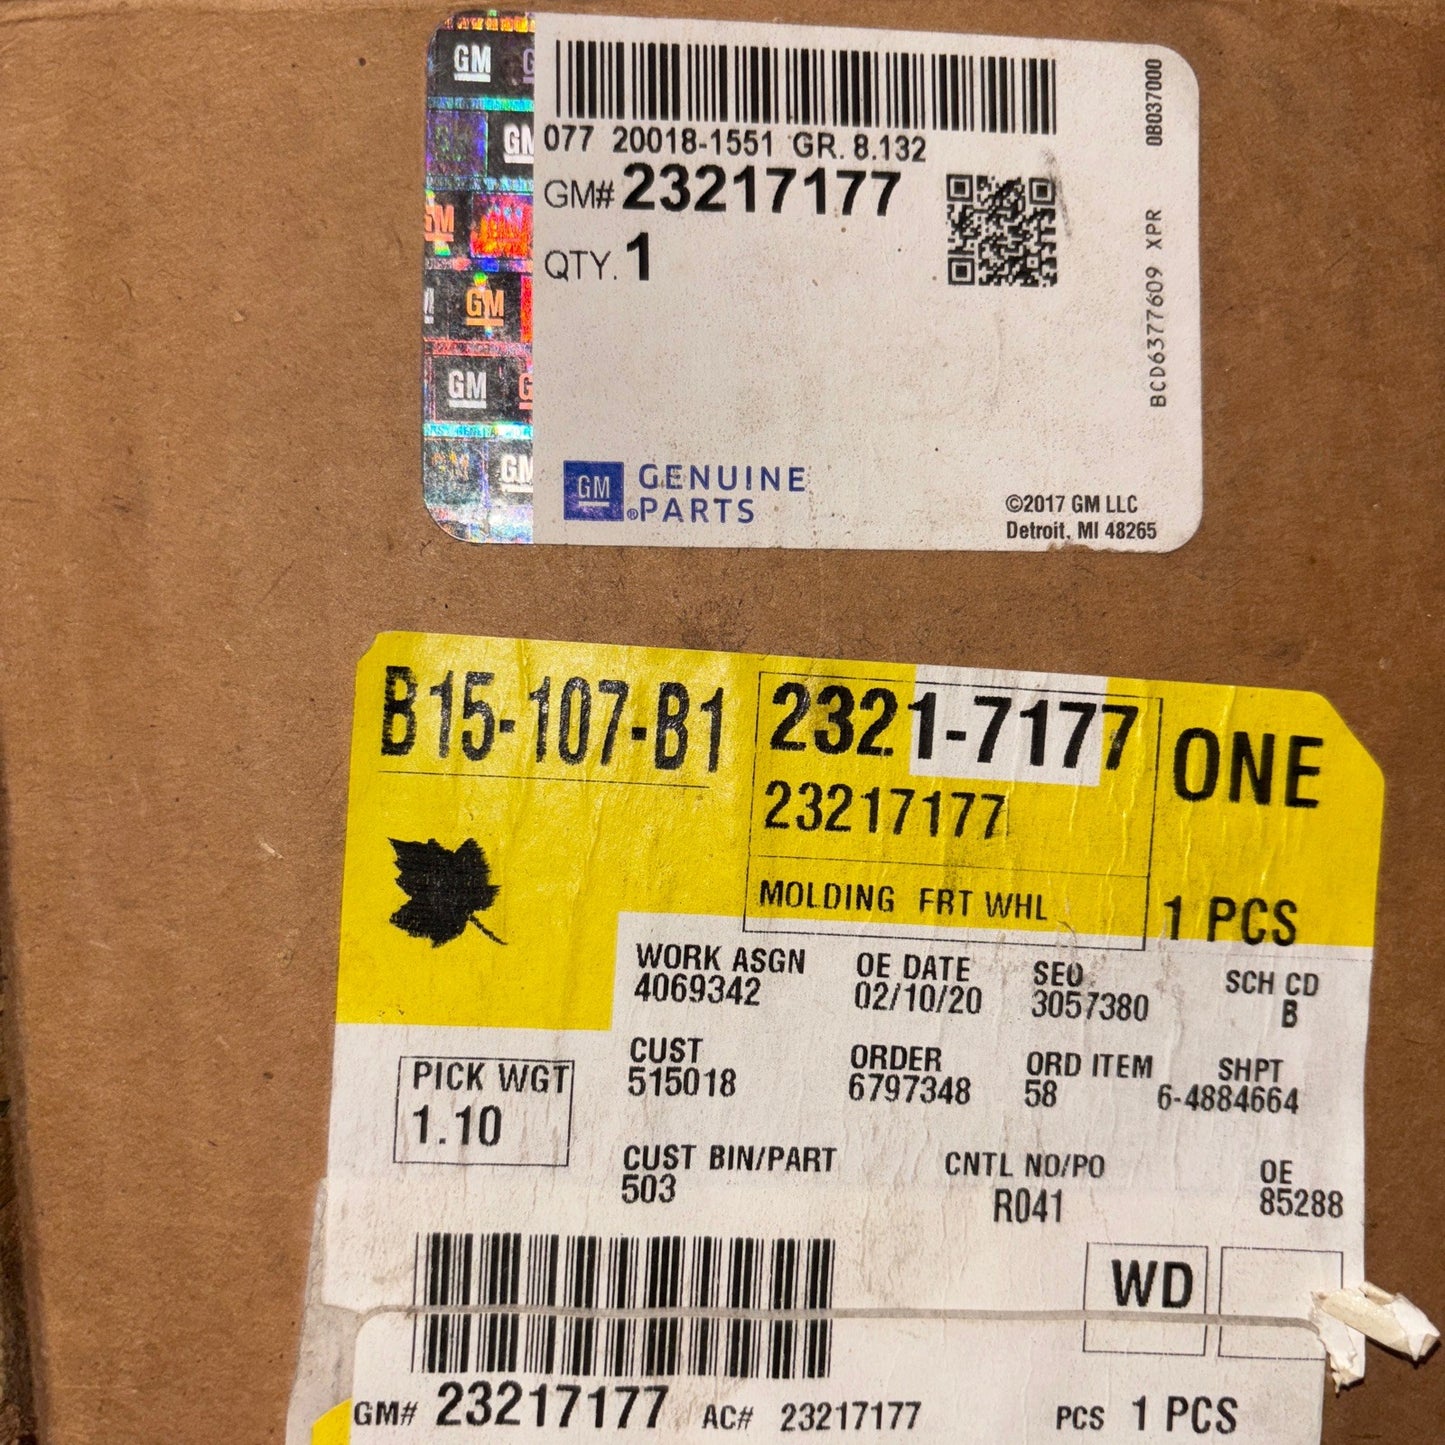 GM
GM
GM
GM
GM
GM
077 20018-1551 GR. 8.132
GM# 23217177
QTY. 1
08037000
BCD6377609 XPR
GM GENUINE
®PARTS
©2017 GM LLC
Detroit, MI 48265
B15-107-B1
2321-7177
ONE
23217177
MOLDING FRT WHL
1 PCS
WORK ASGN OE DATE SEQ SCH CD
4069342 02/10/20 3057380 B
CUST ORDER ORD ITEM SHPT
515018 6797348 58 6-4884664
PICK WGT
1.10
CUST BIN/PART CNTL NO/PO OE
503 R041 85288
WD
GM# 23217177 AC# 23217177 PCS 1 PCS